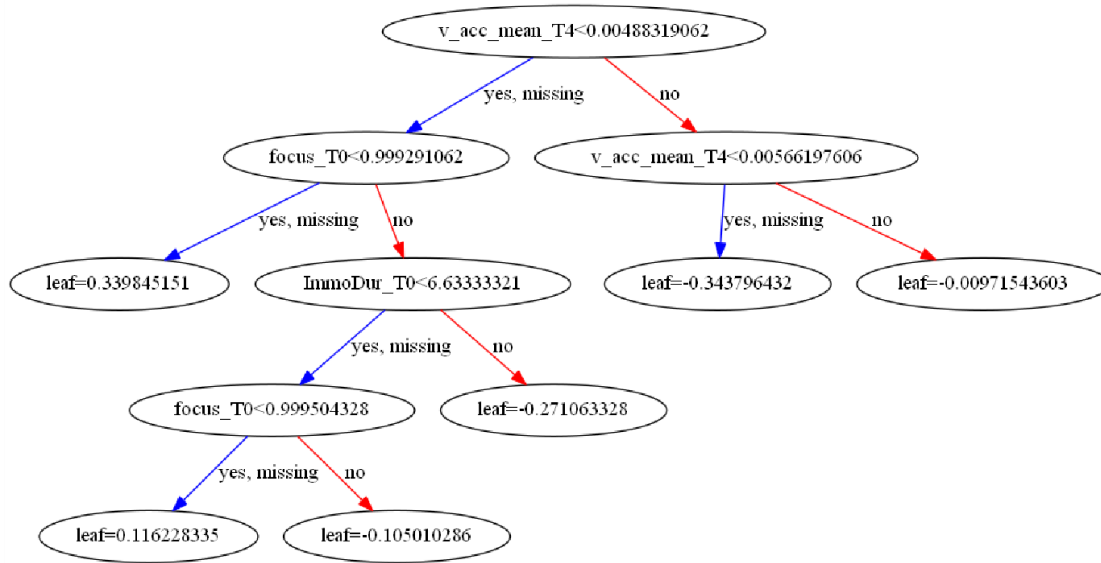 v_acc_mean_T4<0.00488319062
yes, missing
no
focus_T0<0.999291062
v_acc_mean_T4<0.00566197606
yes, missing
no
yes, missing
no
leaf=0.339845151
ImmoDur_T0<6.63333321
leaf=-0.343796432
leaf=-0.00971543603
yes, missing
no
focus_T0<0.999504328
leaf=-0.271063328
yes, missing
no
leaf=0.116228335
leaf=-0.105010286